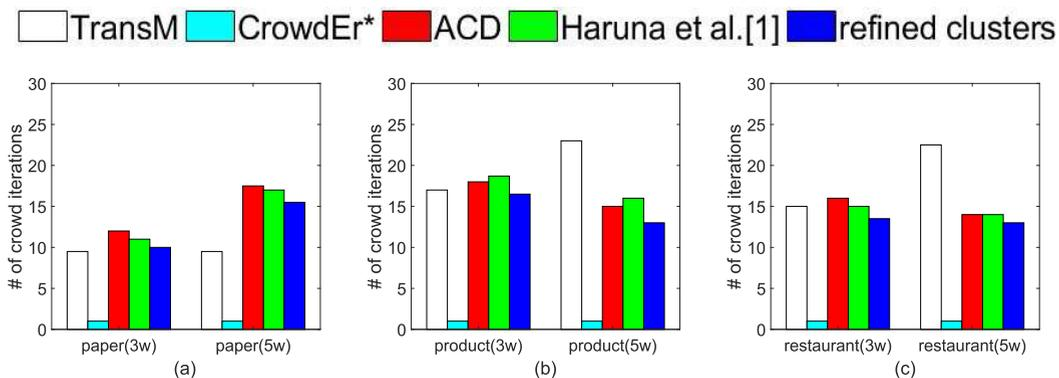 TransM CrowdEr* ACD Haruna et al.[1] refined clusters
# of crowd iterations
30
25
20
15
10
5
0
paper(3w) paper(5w)
(a)
# of crowd iterations
30
25
20
15
10
5
0
product(3w) product(5w)
(b)
# of crowd iterations
30
25
20
15
10
5
0
restaurant(3w) restaurant(5w)
(c)